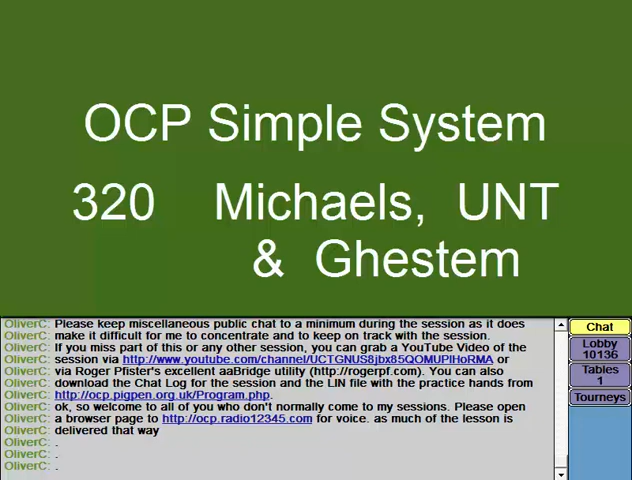 OCP Simple System
320 Michaels, UNT
& Ghestem
OliverC: Please keep miscellaneous public chat to a minimum during the session as it does
OliverC: make it difficult for me to concentrate and to keep on track with the session.
OliverC: If you miss part of this or any other session, you can grab a YouTube Video of the
OliverC: session via http://www.youtube.com/channel/UCTGNUS8jbx85QOMUPlHoRMA or
OliverC: via Roger Pfister's excellent aaBridge utility (http://rogerpf.com). You can also
OliverC: download the Chat Log for the session and the LIN file with the practice hands from
OliverC: http://ocp.pigpen.org.uk/Program.php.
OliverC: ok, so welcome to all of you who don't normally come to my sessions. Please open
OliverC: a browser page to http://ocp.radio12345.com for voice. as much of the lesson is
OliverC: delivered that way
OliverC: .
OliverC: .
OliverC: .
Chat
Lobby
10136
Tables
1
Tourneys